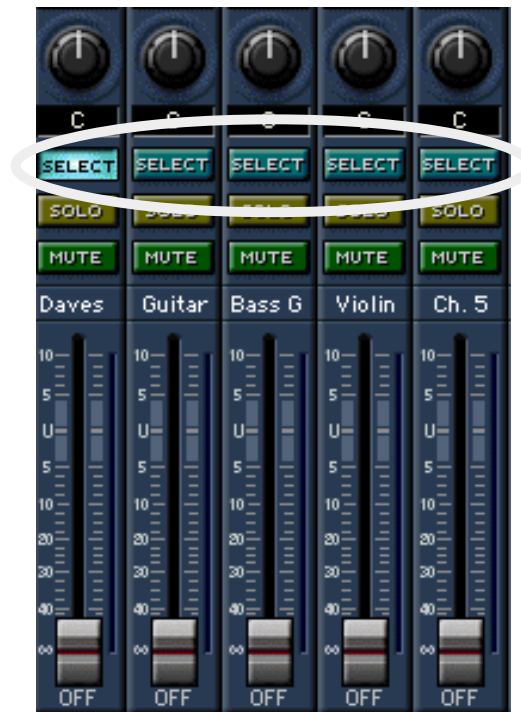 C C C C C
SELECT SELECT SELECT SELECT SELECT
SOLO SOLO SOLO SOLO SOLO
MUTE MUTE MUTE MUTE MUTE
Daves Guitar Bass G Violin Ch. 5
10 10 10 10 10
5 5 5 5 5
U U U U U
5 5 5 5 5
10 10 10 10 10
20 20 20 20 20
30 30 30 30 30
40 40 40 40 40
∞ ∞ ∞ ∞ ∞
OFF OFF OFF OFF OFF